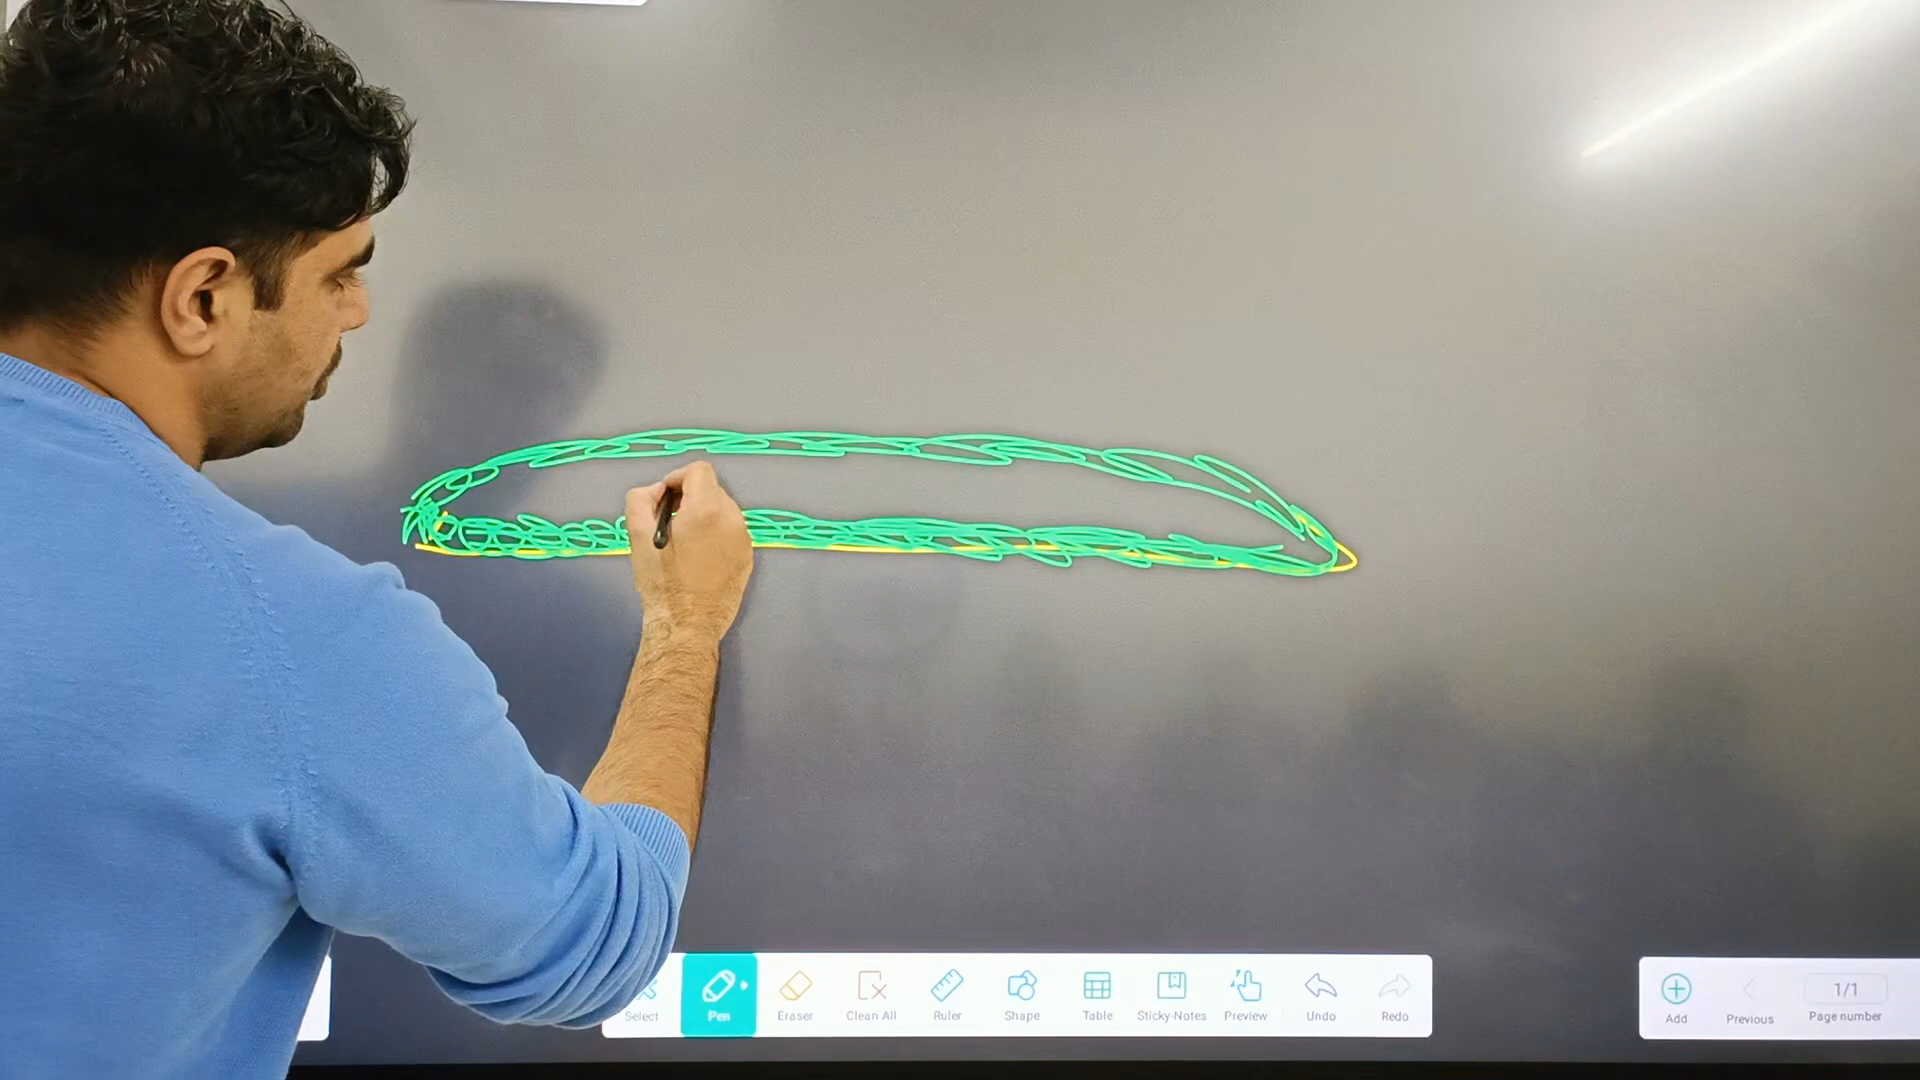 Select Pen Eraser Clean All Ruler Shape Table Sticky-Notes Preview Undo Redo
1/1
Add Previous Page number